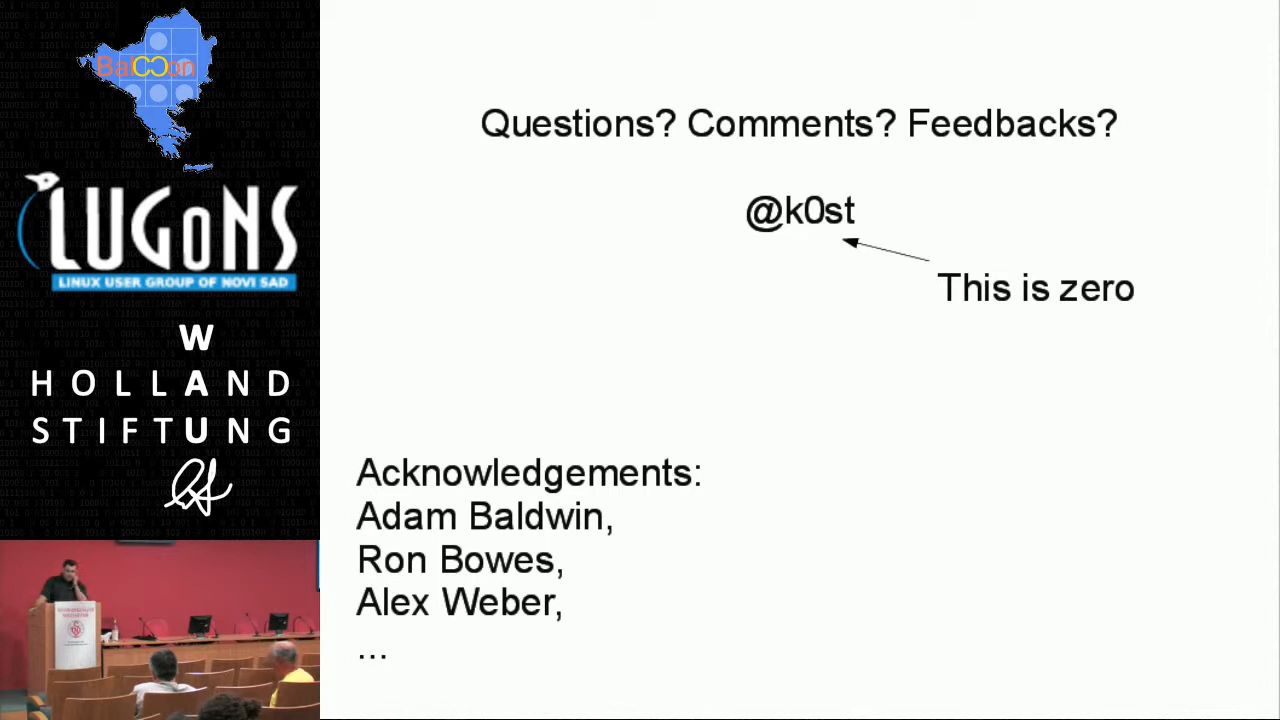 BalCCon
LUGoNS
LINUX USER GROUP OF NOVI SAD
W
HOLLAND
STIFTUNG
Questions? Comments? Feedbacks?
@k0st
This is zero
Acknowledgements:
Adam Baldwin,
Ron Bowes,
Alex Weber,
...